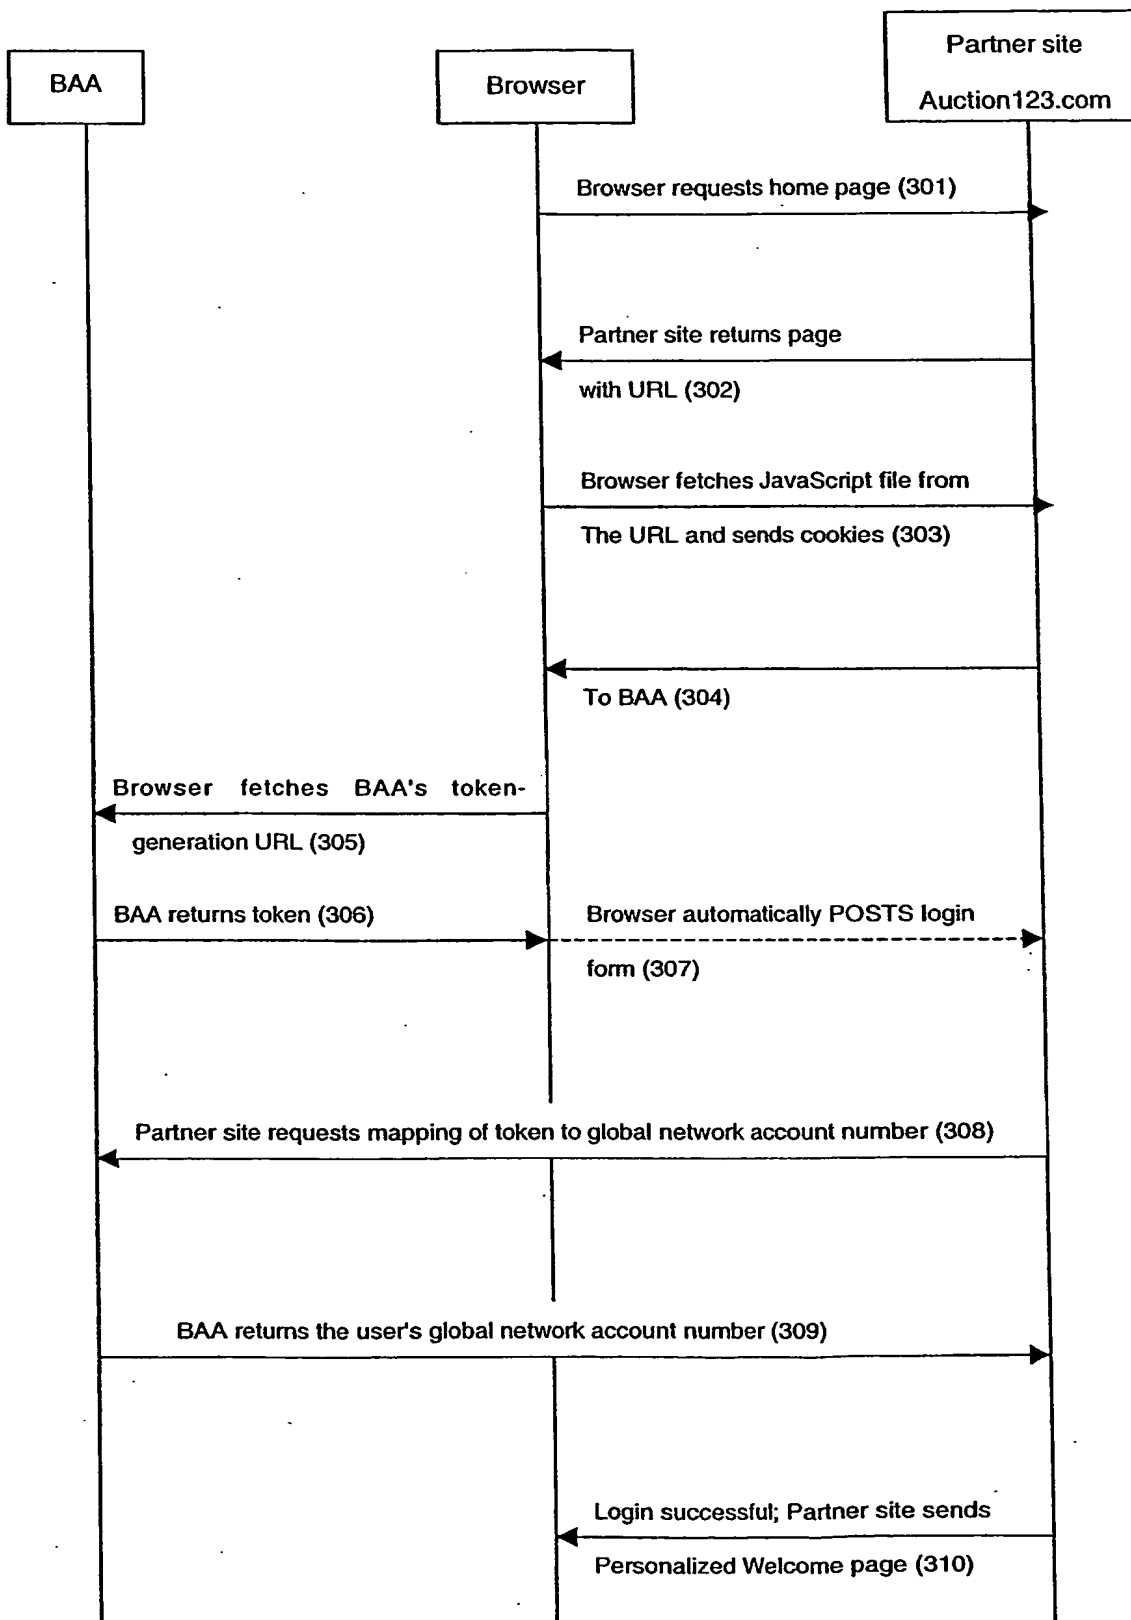 BAA
Browser
Partner site
Auction123.com
Browser requests home page (301)
Partner site returns page
with URL (302)
Browser fetches JavaScript file from
The URL and sends cookies (303)
To BAA (304)
Browser fetches BAA's token-
generation URL (305)
BAA returns token (306)
Browser automatically POSTS login
form (307)
Partner site requests mapping of token to global network account number (308)
BAA returns the user's global network account number (309)
Login successful; Partner site sends
Personalized Welcome page (310)